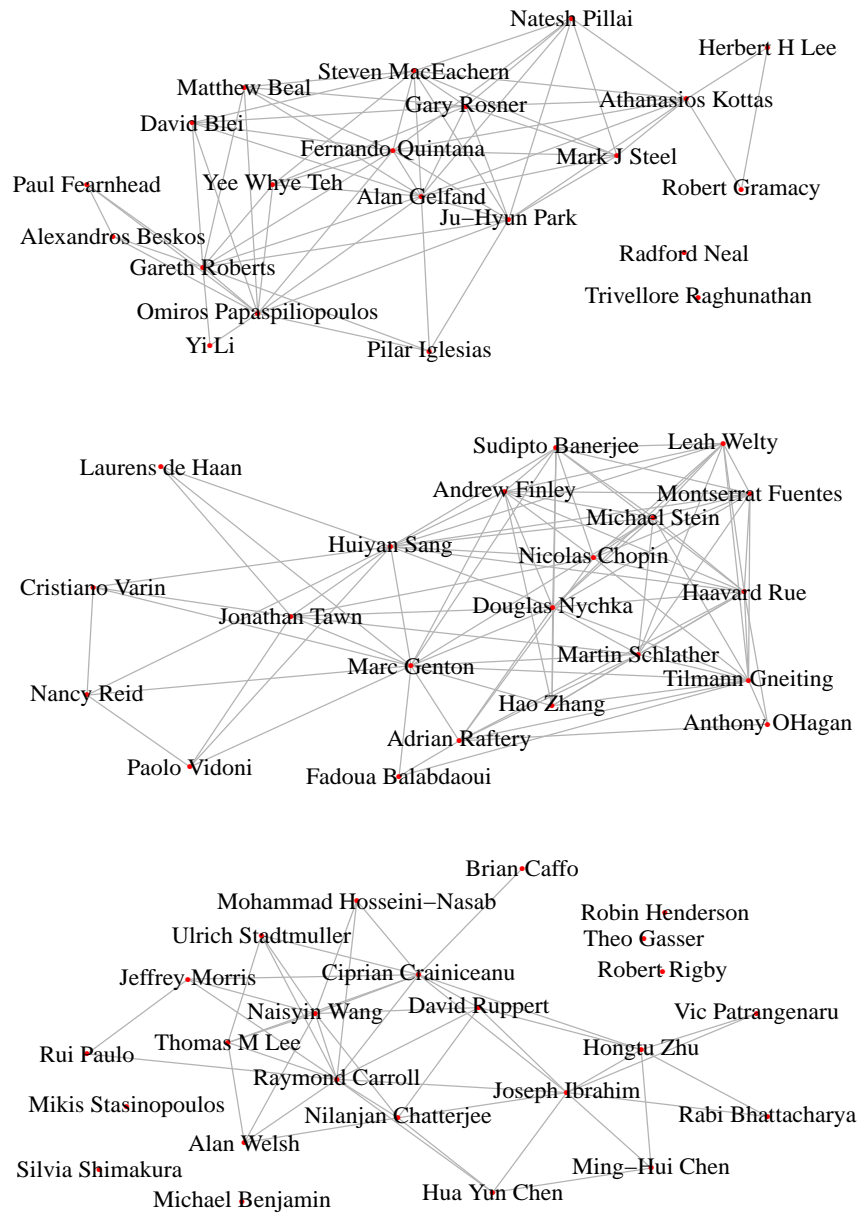 Natesh Pillai
Herbert H Lee
Steven MacEachern
Matthew Beal
Gary Rosner
Athanasios Kottas
David Blei
Fernando Quintana
Mark J Steel
Paul Fearnhead
Yee Whye Teh
Alan Gelfand
Robert Gramacy
Ju−Hyun Park
Alexandros Beskos
Radford Neal
Gareth Roberts
Trivellore Raghunathan
Omiros Papaspiliopoulos
Yi Li
Pilar Iglesias
Sudipto Banerjee
Leah Welty
Laurens de Haan
Andrew Finley
Montserrat Fuentes
Michael Stein
Huiyan Sang
Nicolas Chopin
Cristiano Varin
Haavard Rue
Jonathan Tawn
Douglas Nychka
Marc Genton
Martin Schlather
Tilmann Gneiting
Nancy Reid
Hao Zhang
Anthony OHagan
Adrian Raftery
Paolo Vidoni
Fadoua Balabdaoui
Brian Caffo
Mohammad Hosseini−Nasab
Robin Henderson
Ulrich Stadtmuller
Theo Gasser
Jeffrey Morris
Ciprian Crainiceanu
Robert Rigby
Naisyin Wang
David Ruppert
Vic Patrangenaru
Thomas M Lee
Rui Paulo
Hongtu Zhu
Raymond Carroll
Joseph Ibrahim
Mikis Stasinopoulos
Nilanjan Chatterjee
Rabi Bhattacharya
Alan Welsh
Silvia Shimakura
Ming−Hui Chen
Michael Benjamin
Hua Yun Chen